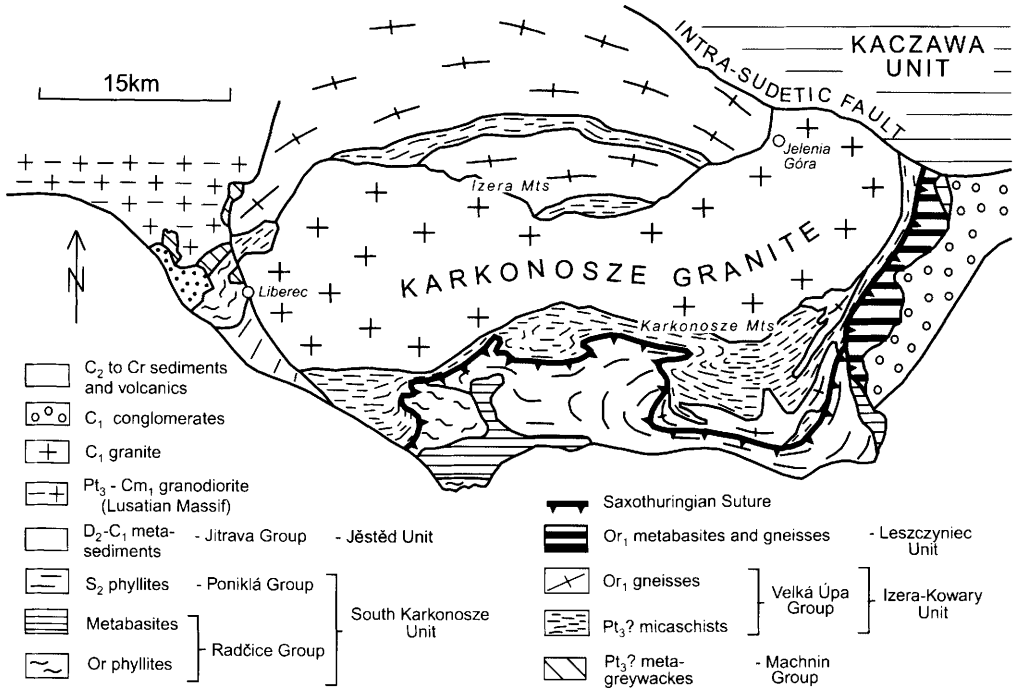 15km
INTRA-SUDETIC FAULT
KACZAWA
UNIT
Jelenia
Góra
Izera Mts
KARKONOSZE GRANITE
N
Liberec
Karkonosze Mts
C2 to Cr sediments
and volcanics
C1 conglomerates
C1 granite
Pt3 - Cm1 granodiorite
(Lusatian Massif)
D2-C1 meta-
sediments
- Jitrava Group
- Jěstěd Unit
S2 phyllites
- Poniklá Group
Metabasites
Or phyllites
Radčice Group
South Karkonosze
Unit
Saxothuringian Suture
Or1 metabasites and gneisses
- Leszczyniec
Unit
Or1 gneisses
Pt3? micaschists
Velká Úpa
Group
Izera-Kowary
Unit
Pt3? meta-
greywackes
- Machnin
Group